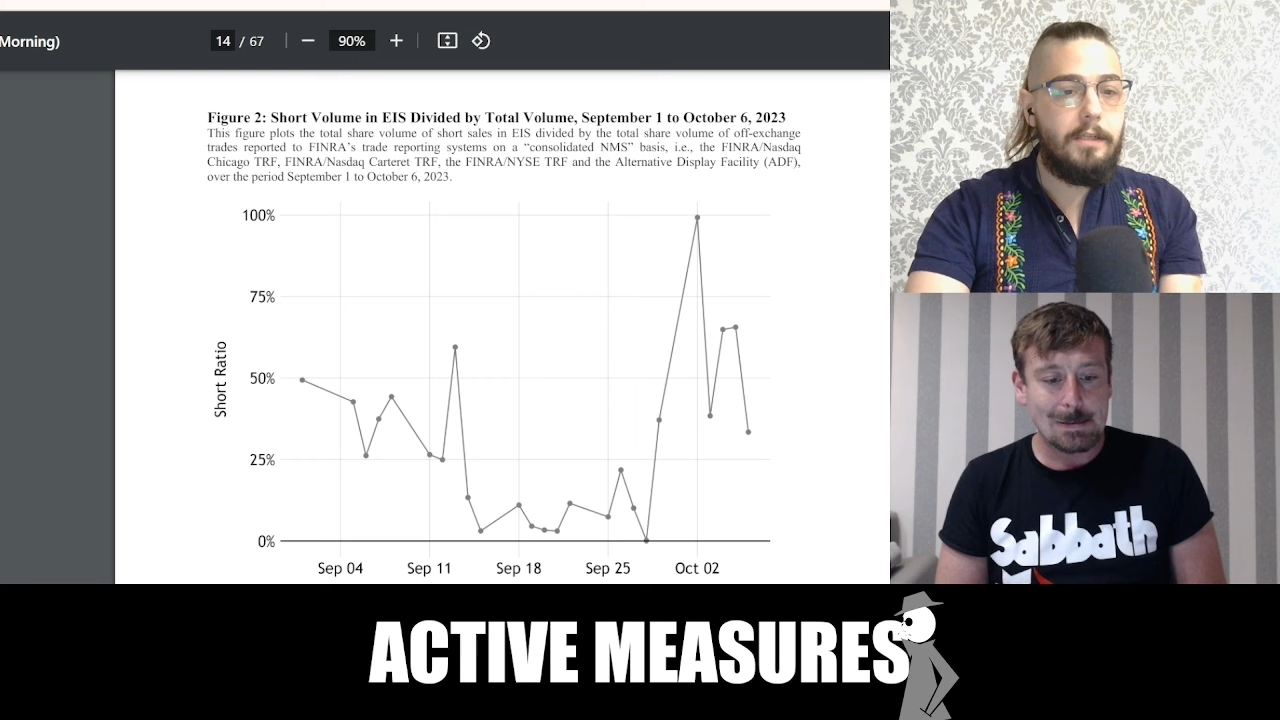 Morning)
14 / 67
90%
Figure 2: Short Volume in EIS Divided by Total Volume, September 1 to October 6, 2023
This figure plots the total share volume of short sales in EIS divided by the total share volume of off-exchange
trades reported to FINRA's trade reporting systems on a “consolidated NMS” basis, i.e., the FINRA/Nasdaq
Chicago TRF, FINRA/Nasdaq Carteret TRF, the FINRA/NYSE TRF and the Alternative Display Facility (ADF),
over the period September 1 to October 6, 2023.
100%
75%
50%
25%
0%
Short Ratio
Sep 04
Sep 11
Sep 18
Sep 25
Oct 02
Sabbath
ACTIVE MEASURES